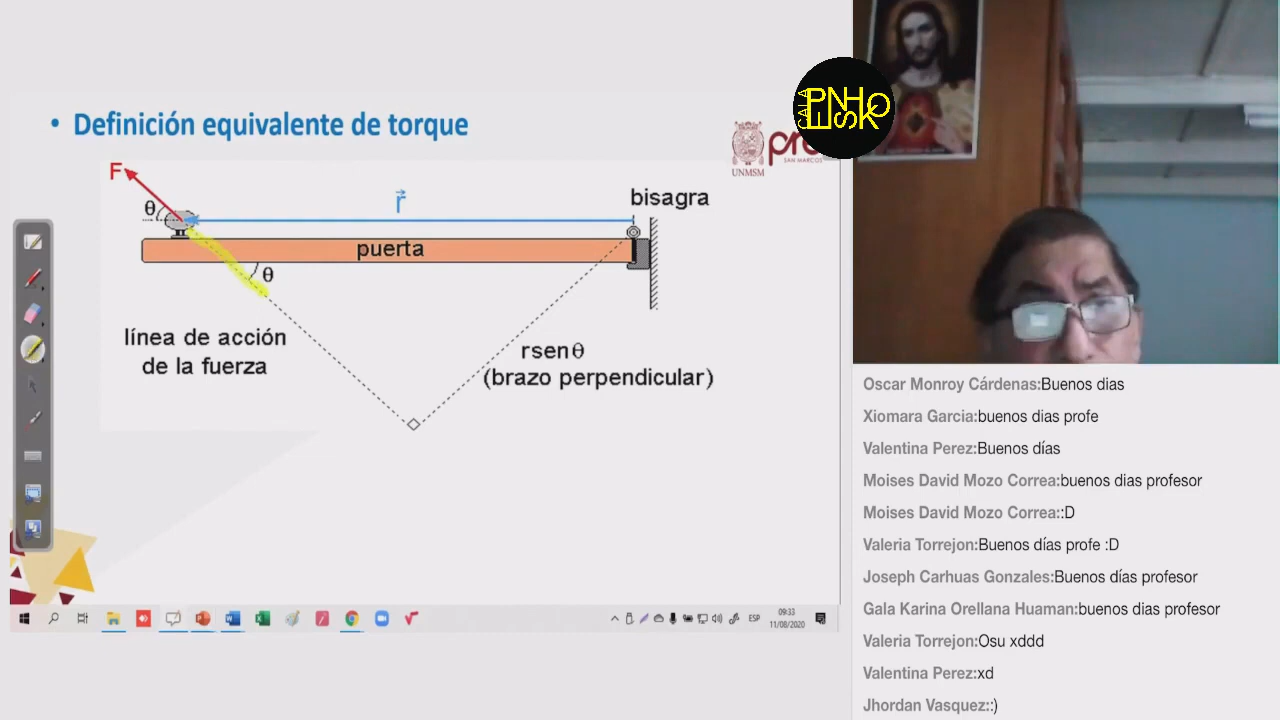 • Definición equivalente de torque
CALA
PNHO
ESK
pre
SAN MARCOS
UNMSM
F
θ
r
bisagra
puerta
θ
línea de acción
de la fuerza
rsenθ
(brazo perpendicular)
ESP
09:33
11/08/2020
Oscar Monroy Cárdenas:Buenos dias
Xiomara Garcia:buenos dias profe
Valentina Perez:Buenos días
Moises David Mozo Correa:buenos dias profesor
Moises David Mozo Correa::D
Valeria Torrejon:Buenos días profe :D
Joseph Carhuas Gonzales:Buenos días profesor
Gala Karina Orellana Huaman:buenos dias profesor
Valeria Torrejon:Osu xddd
Valentina Perez:xd
Jhordan Vasquez::)